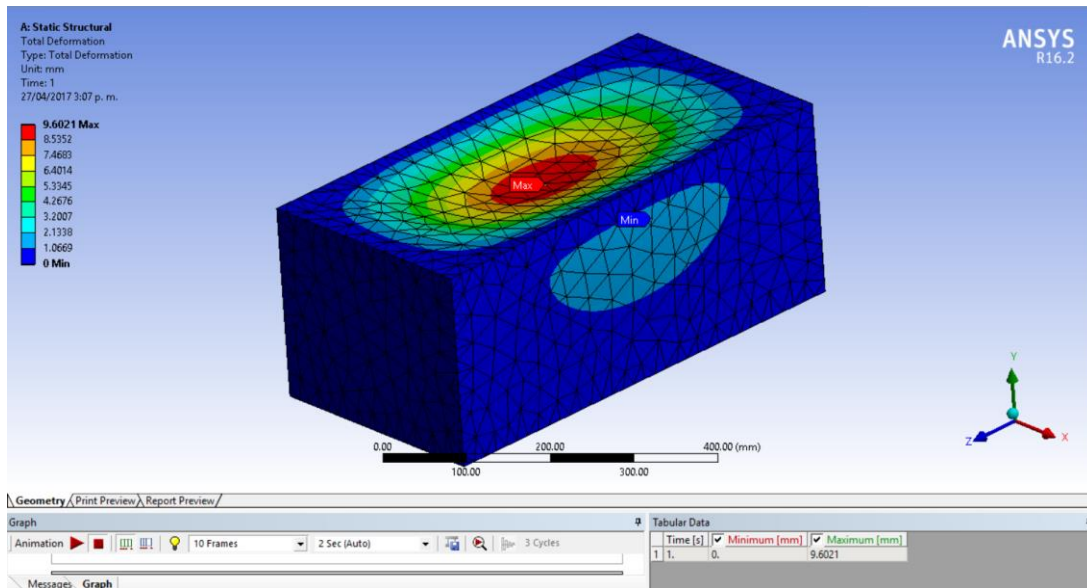 A: Static Structural
Total Deformation
Type: Total Deformation
Unit: mm
Time: 1
27/04/2017 3:07 p. m.
ANSYS
R16.2
9.6021 Max
8.5352
7.4683
6.4014
5.3345
4.2676
3.2007
2.1338
1.0669
0 Min
Max
Min
Y
Z
X
0.00 200.00 400.00 (mm)
100.00 300.00
Geometry / Print Preview / Report Preview /
Graph
Tabular Data
Animation 10 Frames 2 Sec (Auto) 3 Cycles
Time [s] Minimum [mm] Maximum [mm]
1 1. 0. 9.6021
Messages Graph